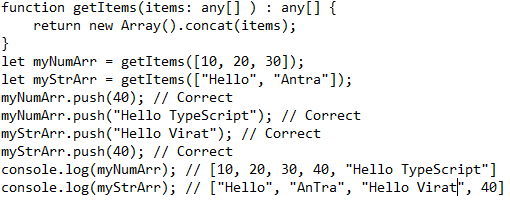 function getItems(items: any[] ) : any[] {
    return new Array().concat(items);
}
let myNumArr = getItems([10, 20, 30]);
let myStrArr = getItems(["Hello", "Antra"]);
myNumArr.push(40); // Correct
myNumArr.push("Hello TypeScript"); // Correct
myStrArr.push("Hello Virat"); // Correct
myStrArr.push(40); // Correct
console.log(myNumArr); // [10, 20, 30, 40, "Hello TypeScript"]
console.log(myStrArr); // ["Hello", "AnTra", "Hello Virat", 40]